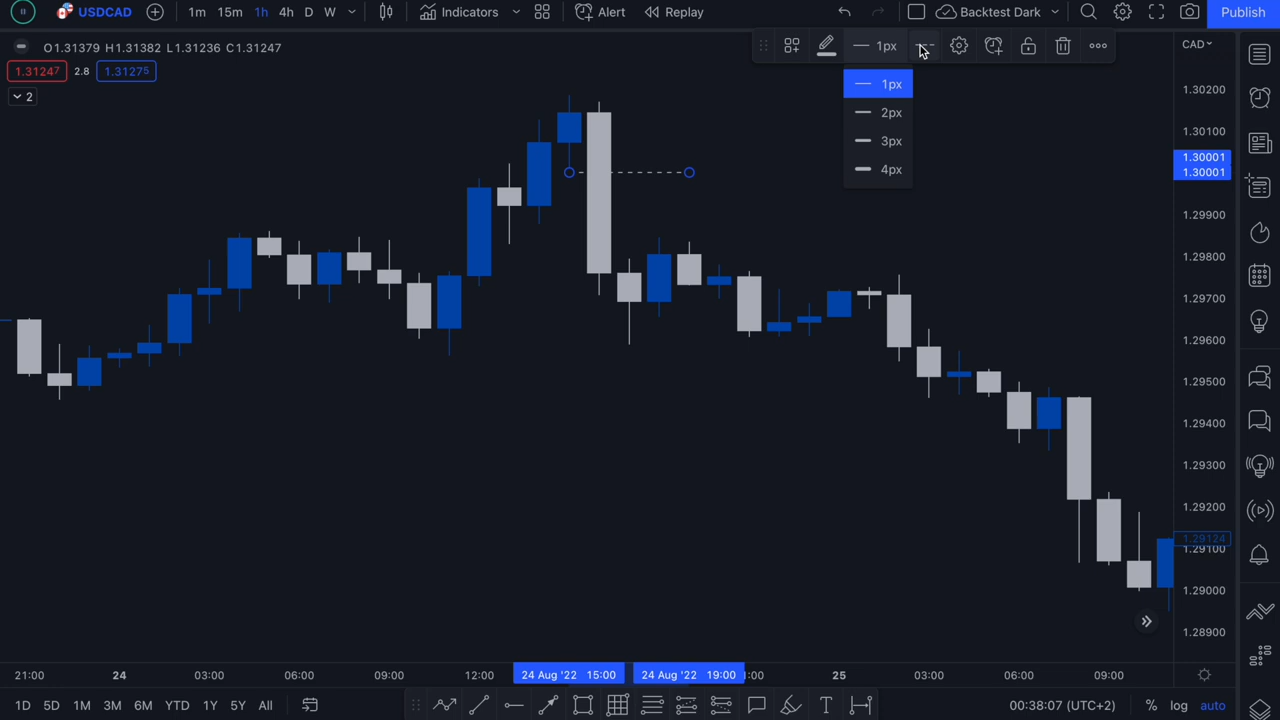 USDCAD 1m 15m 1h 4h D W Indicators Alert Replay Backtest Dark Publish
O1.31379 H1.31382 L1.31236 C1.31247
1.31247 2.8 1.31275
2
1px
1px
2px
3px
4px
CAD
1.30200
1.30100
1.30001
1.30001
1.29900
1.29800
1.29700
1.29600
1.29500
1.29400
1.29300
1.29200
1.29124
1.29100
1.29000
1.28900
21:00 24 03:00 06:00 09:00 12:00 24 Aug '22 15:00 24 Aug '22 19:00 :00 25 03:00 06:00 09:00
1D 5D 1M 3M 6M YTD 1Y 5Y All T 00:38:07 (UTC+2) % log auto